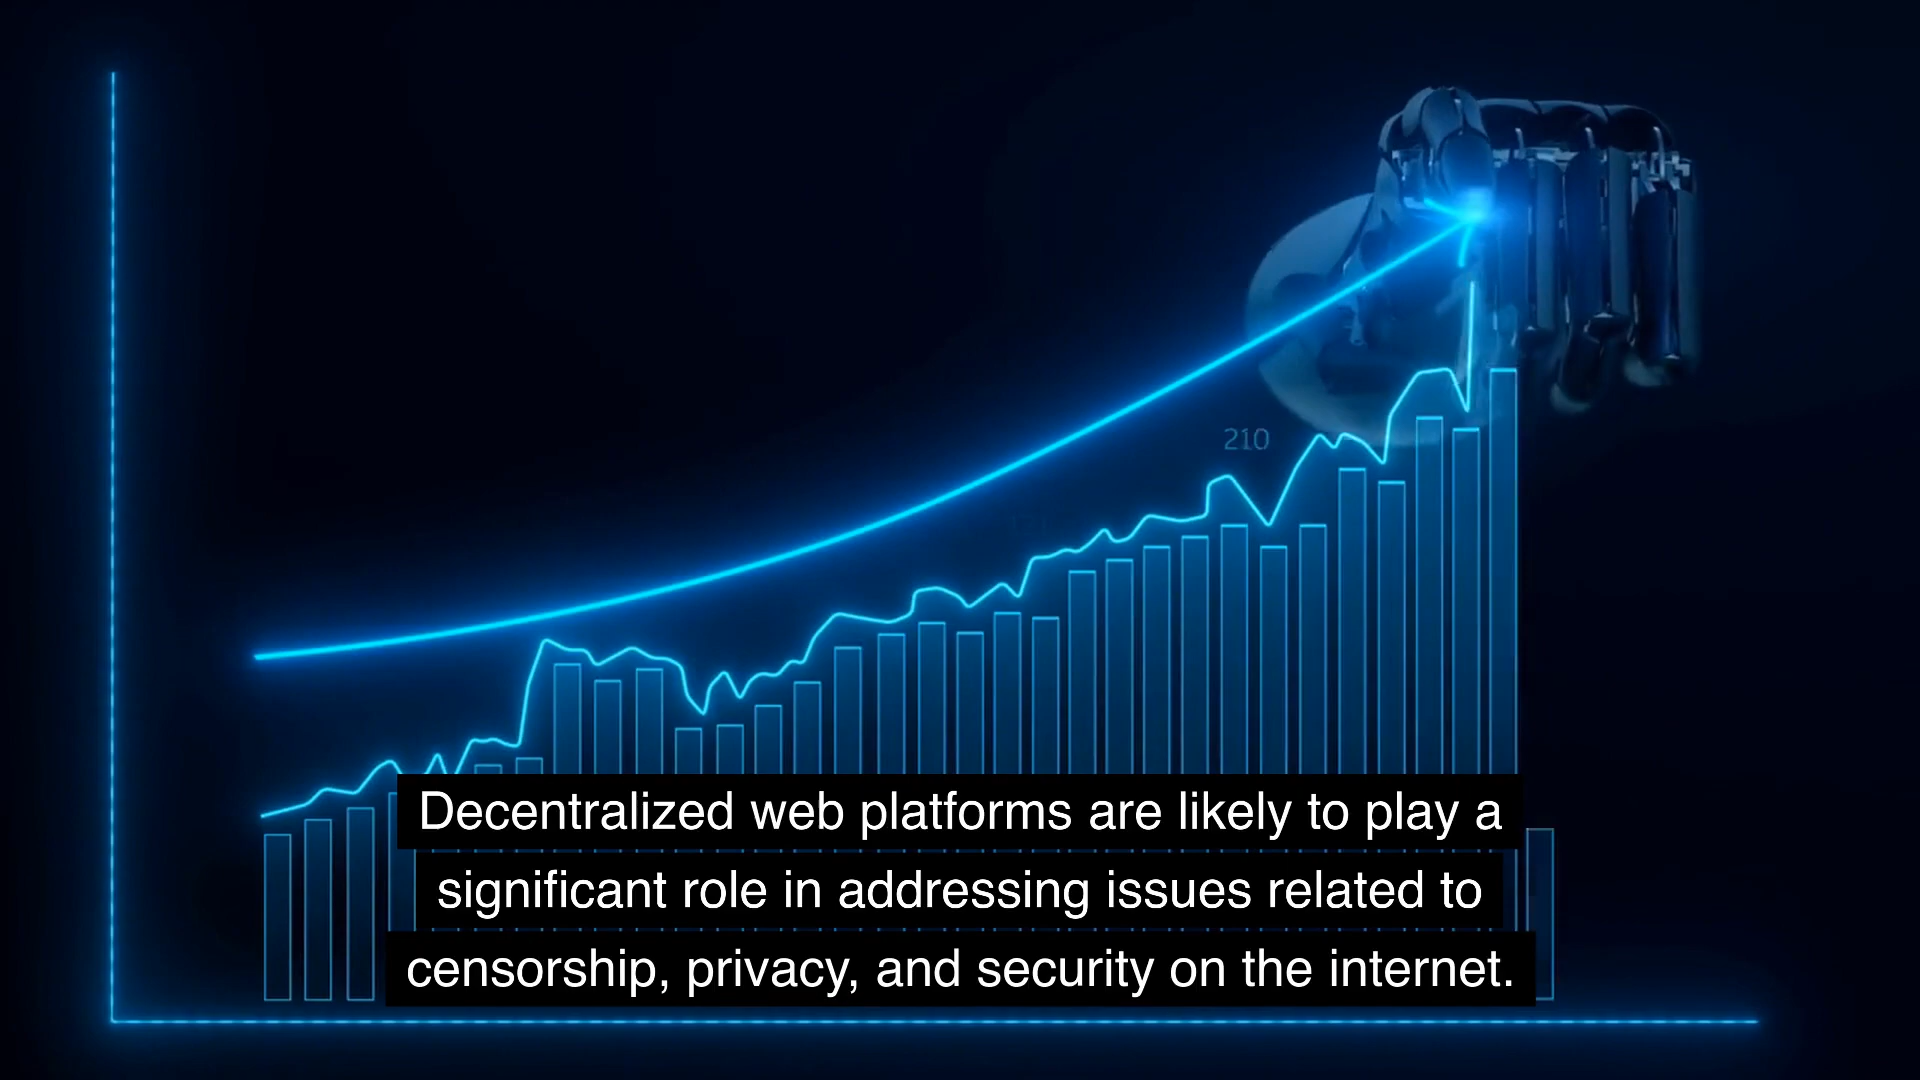 210
Decentralized web platforms are likely to play a
significant role in addressing issues related to
censorship, privacy, and security on the internet.